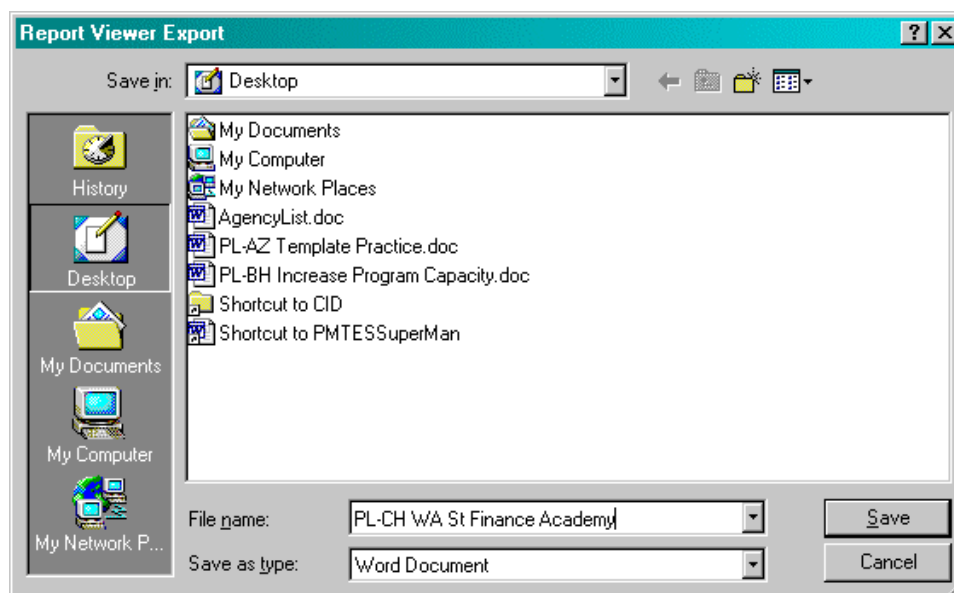 Report Viewer Export
Save in: Desktop
History
Desktop
My Documents
My Computer
My Network P...
My Documents
My Computer
My Network Places
AgencyList.doc
PL-AZ Template Practice.doc
PL-BH Increase Program Capacity.doc
Shortcut to CID
Shortcut to PMTESSuperMan
File name: PL-CH WA St Finance Academy Save
Save as type: Word Document Cancel